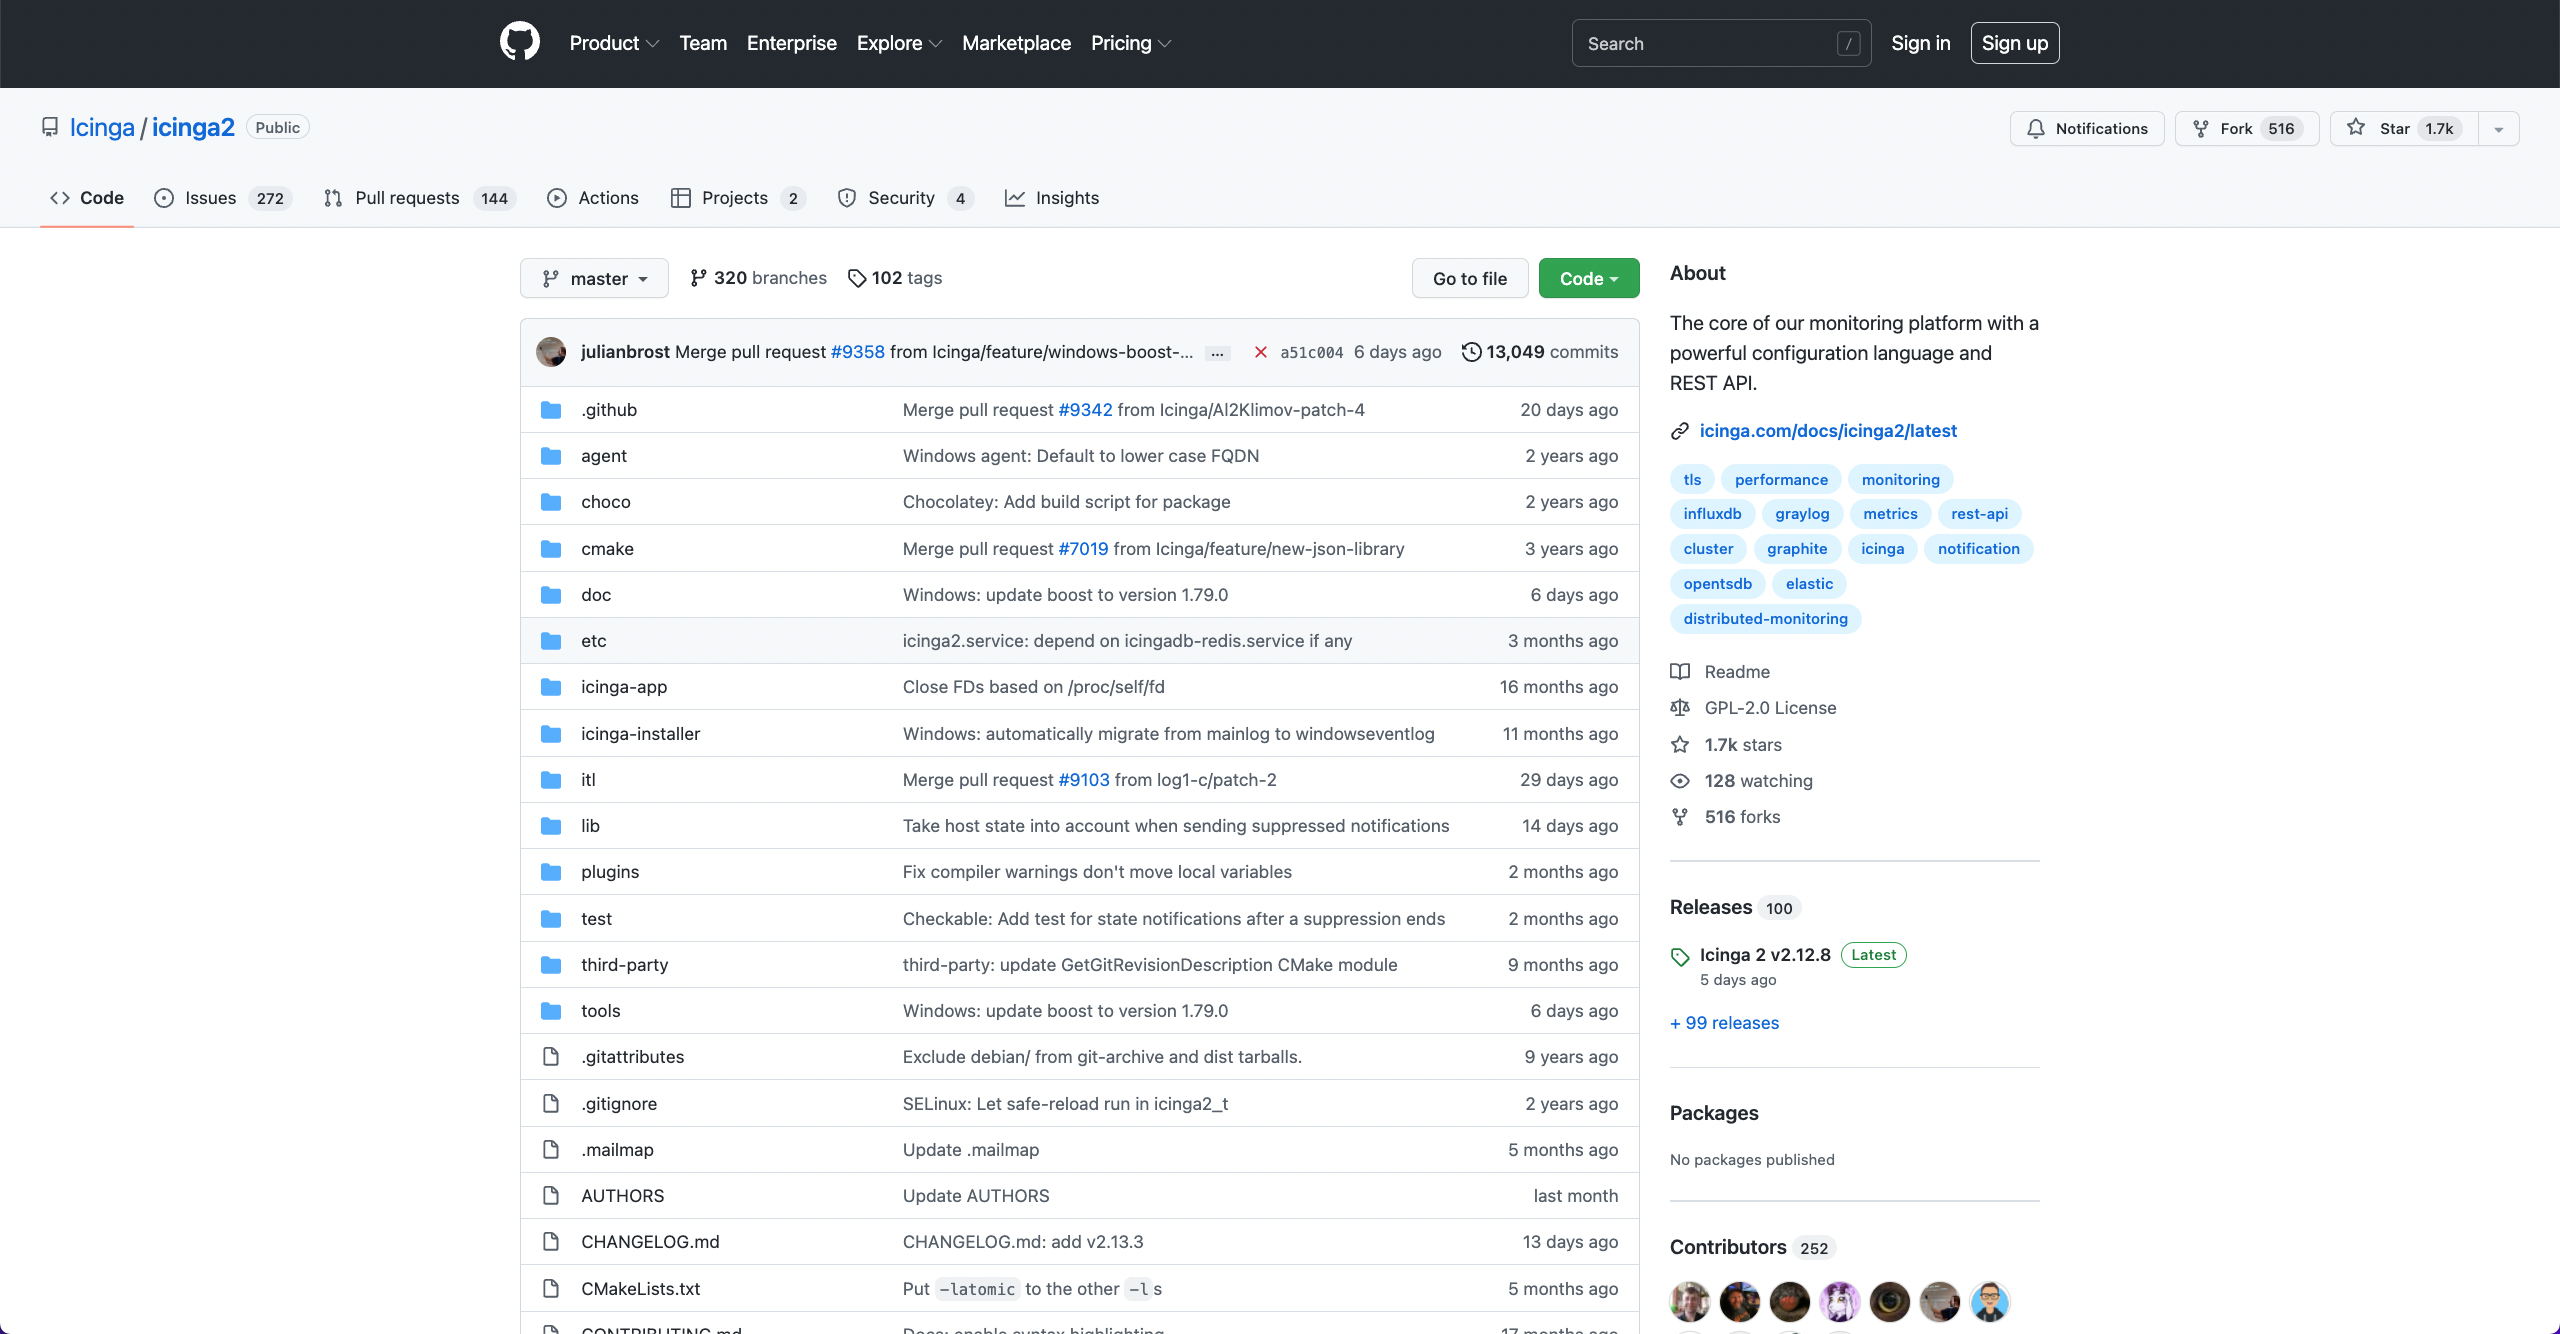 Product Team Enterprise Explore Marketplace Pricing Search / Sign in Sign up
Icinga / icinga2 Public Notifications Fork 516 Star 1.7k
Code Issues 272 Pull requests 144 Actions Projects 2 Security 4 Insights
master 320 branches 102 tags Go to file Code
julianbrost Merge pull request #9358 from Icinga/feature/windows-boost-... ... a51c004 6 days ago 13,049 commits
.github Merge pull request #9342 from Icinga/Al2Klimov-patch-4 20 days ago
agent Windows agent: Default to lower case FQDN 2 years ago
choco Chocolatey: Add build script for package 2 years ago
cmake Merge pull request #7019 from Icinga/feature/new-json-library 3 years ago
doc Windows: update boost to version 1.79.0 6 days ago
etc icinga2.service: depend on icingadb-redis.service if any 3 months ago
icinga-app Close FDs based on /proc/self/fd 16 months ago
icinga-installer Windows: automatically migrate from mainlog to windowseventlog 11 months ago
itl Merge pull request #9103 from log1-c/patch-2 29 days ago
lib Take host state into account when sending suppressed notifications 14 days ago
plugins Fix compiler warnings don't move local variables 2 months ago
test Checkable: Add test for state notifications after a suppression ends 2 months ago
third-party third-party: update GetGitRevisionDescription CMake module 9 months ago
tools Windows: update boost to version 1.79.0 6 days ago
.gitattributes Exclude debian/ from git-archive and dist tarballs. 9 years ago
.gitignore SELinux: Let safe-reload run in icinga2_t 2 years ago
.mailmap Update .mailmap 5 months ago
AUTHORS Update AUTHORS last month
CHANGELOG.md CHANGELOG.md: add v2.13.3 13 days ago
CMakeLists.txt Put -latomic to the other -l s 5 months ago
CONTRIBUTING.md Docs: enable syntax highlighting 17 months ago
About
The core of our monitoring platform with a
powerful configuration language and
REST API.
icinga.com/docs/icinga2/latest
tls performance monitoring
influxdb graylog metrics rest-api
cluster graphite icinga notification
opentsdb elastic
distributed-monitoring
Readme
GPL-2.0 License
1.7k stars
128 watching
516 forks
Releases 100
Icinga 2 v2.12.8 Latest
5 days ago
+ 99 releases
Packages
No packages published
Contributors 252